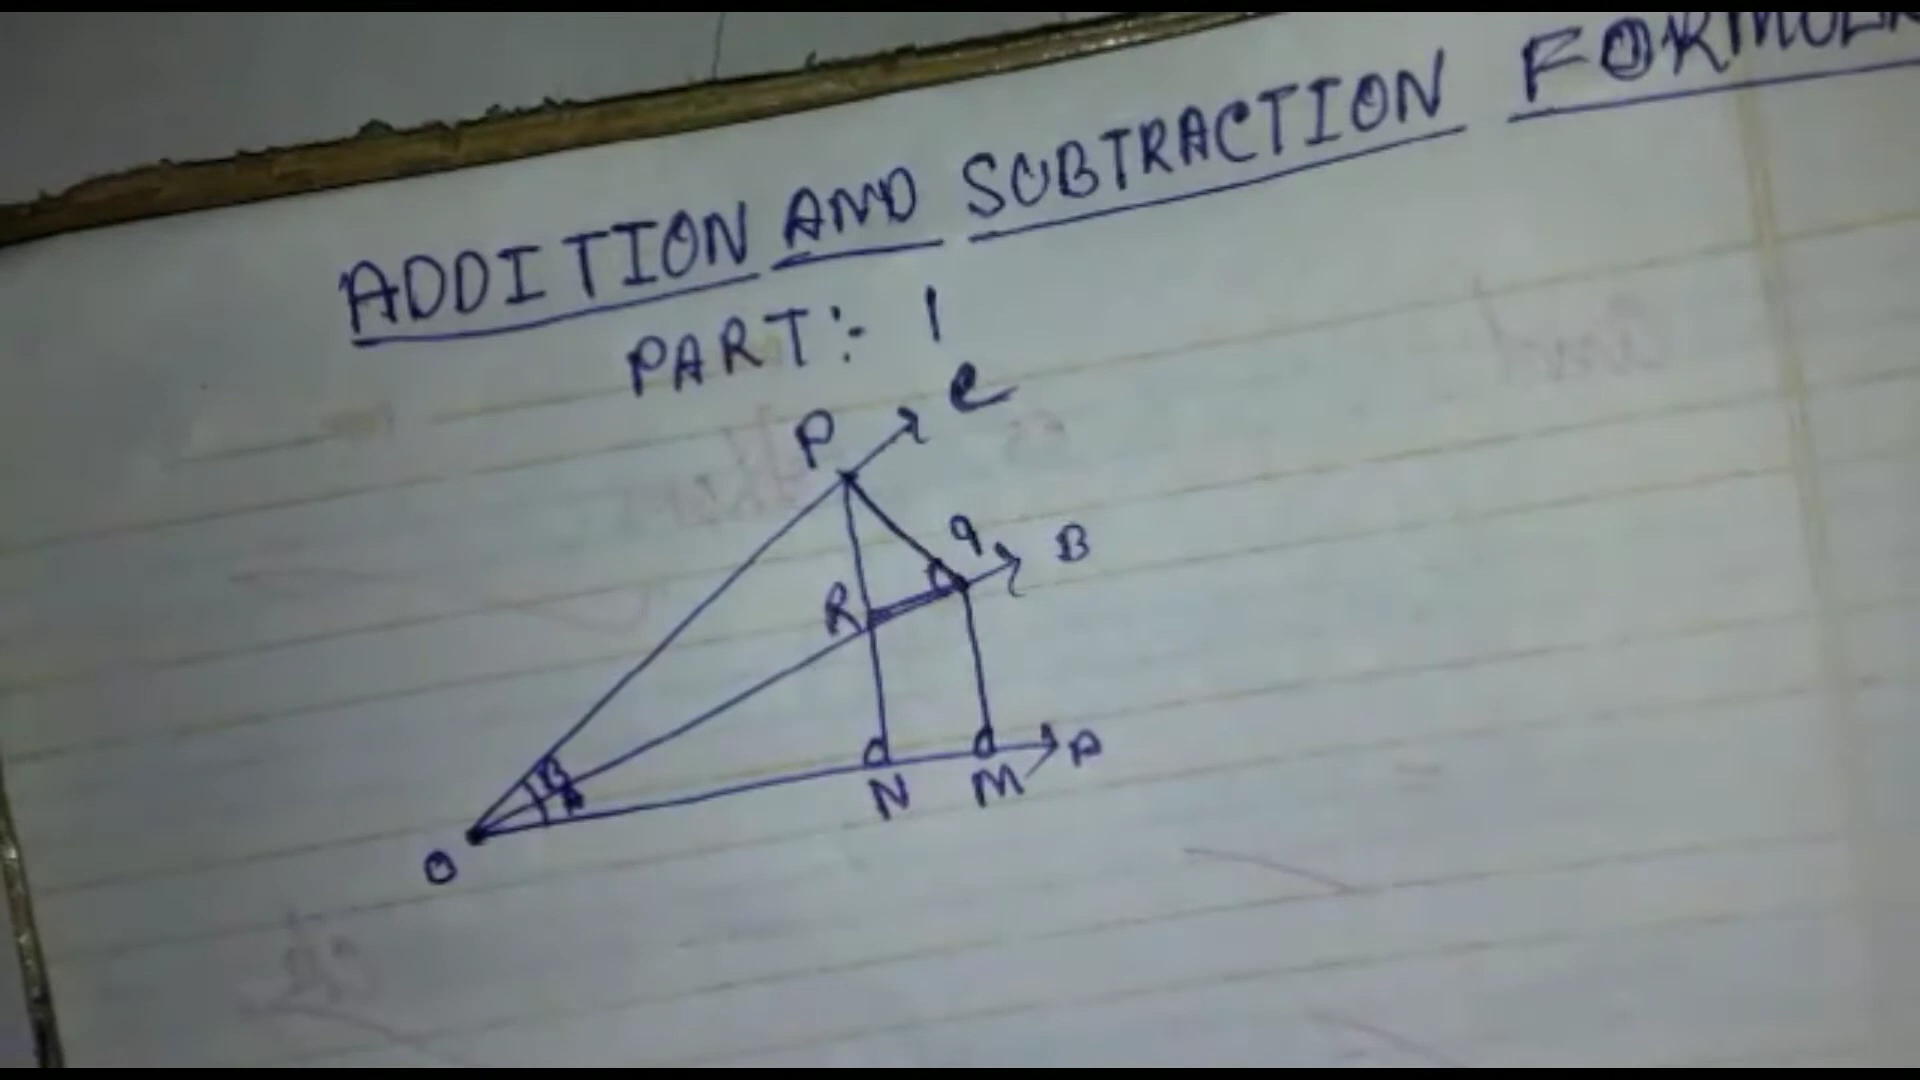 ADDITION AND SUBTRACTION
PART :- 1
P
C
q
B
R
B
A
N
M
A
O